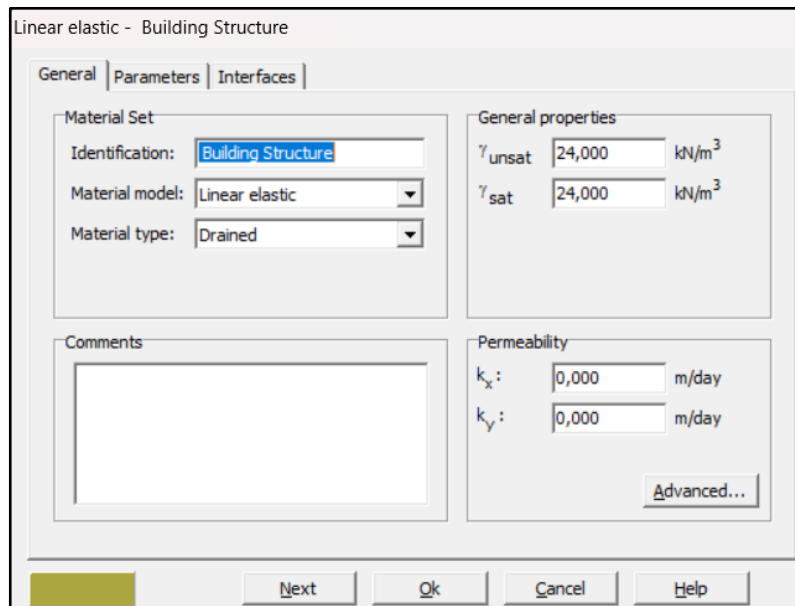 Linear elastic - Building Structure
General Parameters Interfaces
Material Set
Identification: Building Structure
Material model: Linear elastic
Material type: Drained
General properties
γunsat 24,000 kN/m³
γsat 24,000 kN/m³
Comments
Permeability
kx: 0,000 m/day
ky: 0,000 m/day
Advanced...
Next Ok Cancel Help